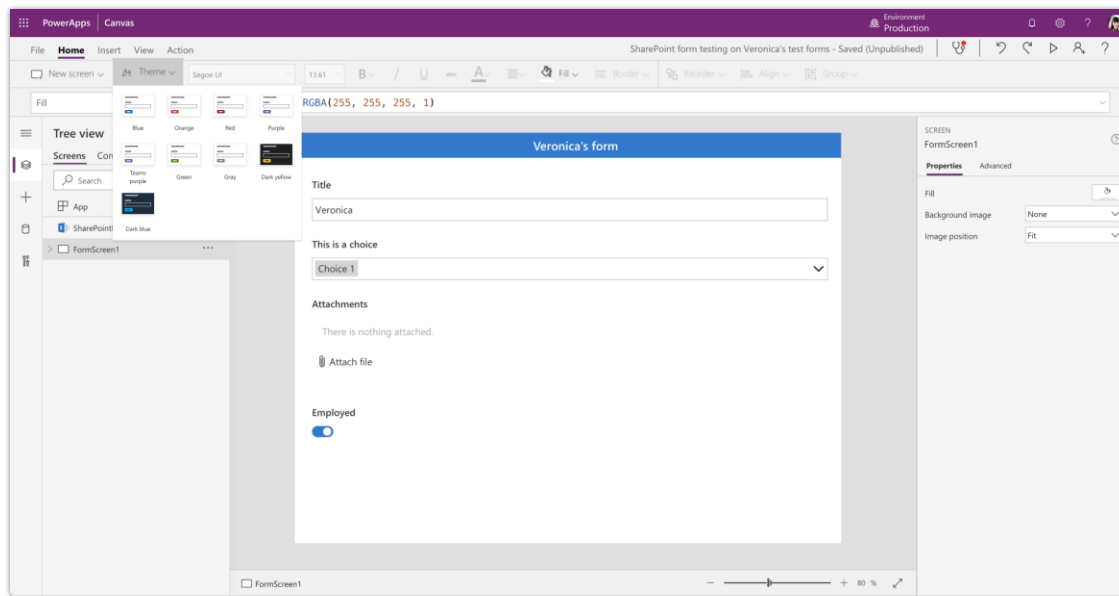 PowerApps Canvas
Environment
Production
?
File Home Insert View Action
SharePoint form testing on Veronica's test forms - Saved (Unpublished)
?
New screen Theme Segoe UI 13.61 B / U abc A Fill Border Reorder Align Group
Fill
RGBA(255, 255, 255, 1)
Blue Orange Red Purple
Teams purple Green Gray Dark yellow
Dark blue
Tree view
Screens Con
Search
App
SharePointI
FormScreen1 ...
Veronica's form
Title
Veronica
This is a choice
Choice 1
Attachments
There is nothing attached.
Attach file
Employed
SCREEN
FormScreen1
Properties Advanced
Fill
Background image None
Image position Fit
FormScreen1
− + 80 %